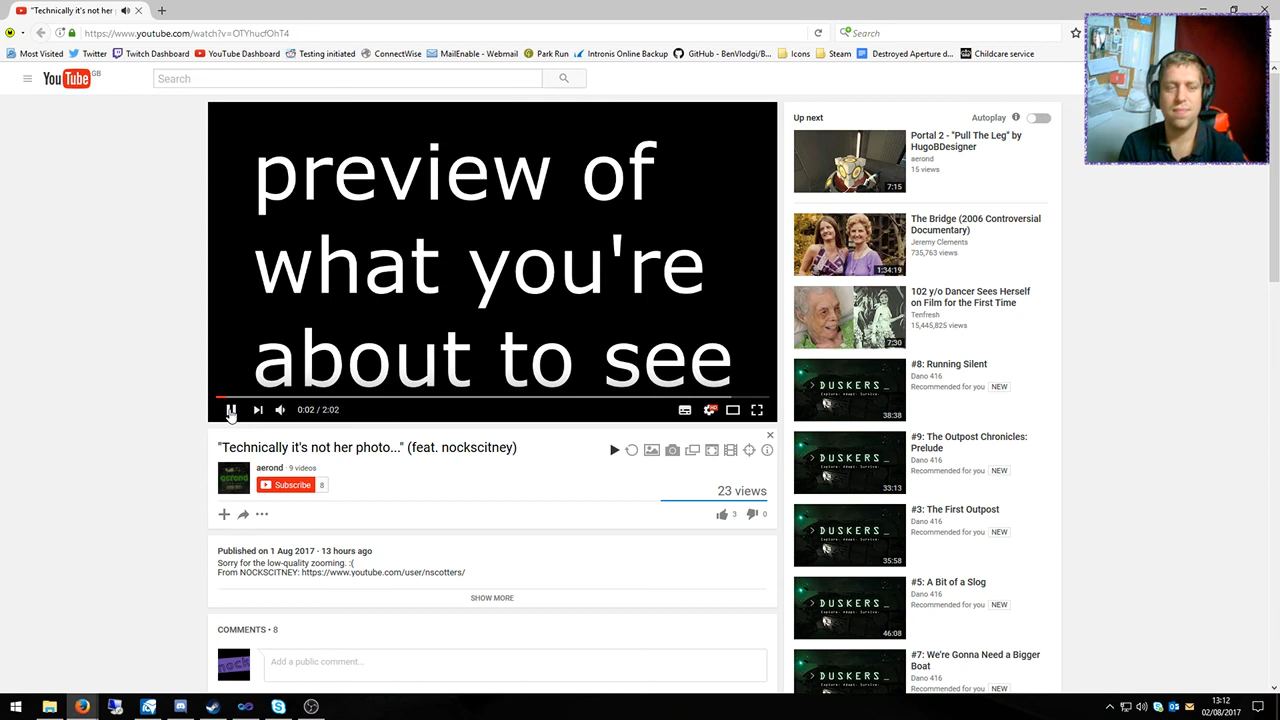 "Technically it's not her
https://www.youtube.com/watch?v=OTYhucfOhT4
Search
Most Visited
Twitter
Twitch Dashboard
YouTube Dashboard
Testing initiated
ConnectWise
MailEnable - Webmail
Park Run
Intronis Online Backup
GitHub - BenVlodgi/B...
Icons
Steam
Destroyed Aperture d...
Childcare service
YouTube GB
Search
preview of
what you're
about to see
0:02 / 2:02
"Technically it's not her photo..." (feat. nockscitney)
aerond · 9 videos
Subscribe 8
23 views
3 0
Published on 1 Aug 2017 · 13 hours ago
Sorry for the low-quality zooming. :(
From NOCKSCITNEY: https://www.youtube.com/user/nscotters/
SHOW MORE
COMMENTS • 8
Add a public comment...
Up next
Autoplay
Portal 2 - "Pull The Leg" by
HugoBDesigner
aerond
15 views
7:15
The Bridge (2006 Controversial
Documentary)
Jeremy Clements
735,763 views
1:34:19
102 y/o Dancer Sees Herself
on Film for the First Time
Tenfresh
15,445,825 views
7:30
#8: Running Silent
Dano 416
Recommended for you NEW
DUSKERS_
38:38
#9: The Outpost Chronicles:
Prelude
Dano 416
Recommended for you NEW
DUSKERS_
33:13
#3: The First Outpost
Dano 416
Recommended for you NEW
DUSKERS_
35:58
#5: A Bit of a Slog
Dano 416
Recommended for you NEW
DUSKERS_
46:08
#7: We're Gonna Need a Bigger
Boat
Dano 416
Recommended for you NEW
DUSKERS_
13:12
02/08/2017